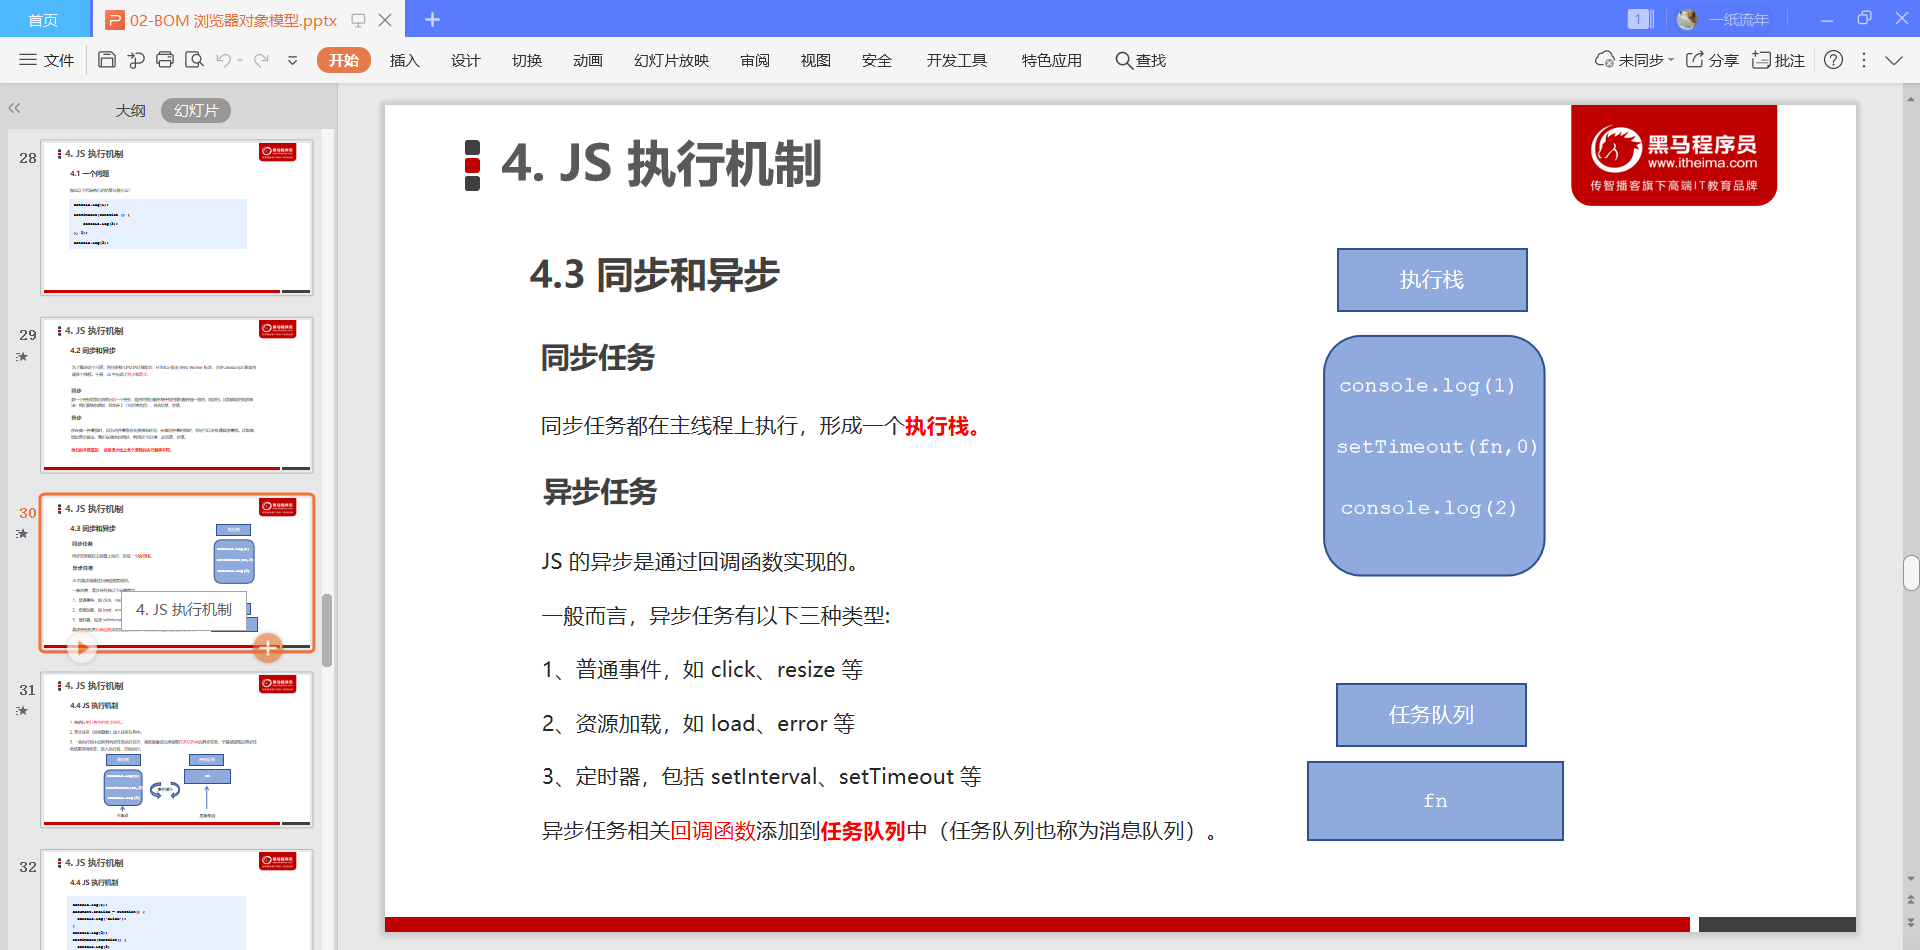 首页
02-BOM 浏览器对象模型.pptx
1
一纸流年
文件
开始
插入
设计
切换
动画
幻灯片放映
审阅
视图
安全
开发工具
特色应用
查找
未同步
分享
批注
大纲
幻灯片
28
4. JS 执行机制
4.1 一个问题
29
4. JS 执行机制
4.2 同步和异步
同步
异步
30
4. JS 执行机制
4.3 同步和异步
同步任务
异步任务
4. JS 执行机制
31
4. JS 执行机制
4.4 JS 执行机制
32
4. JS 执行机制
4.4 JS 执行机制
4. JS 执行机制
黑马程序员
www.itheima.com
传智播客旗下高端IT教育品牌
4.3 同步和异步
同步任务
同步任务都在主线程上执行，形成一个执行栈。
异步任务
JS 的异步是通过回调函数实现的。
一般而言，异步任务有以下三种类型:
1、普通事件，如 click、resize 等
2、资源加载，如 load、error 等
3、定时器，包括 setInterval、setTimeout 等
异步任务相关回调函数添加到任务队列中（任务队列也称为消息队列）。
执行栈
console.log(1)
setTimeout(fn,0)
console.log(2)
任务队列
fn